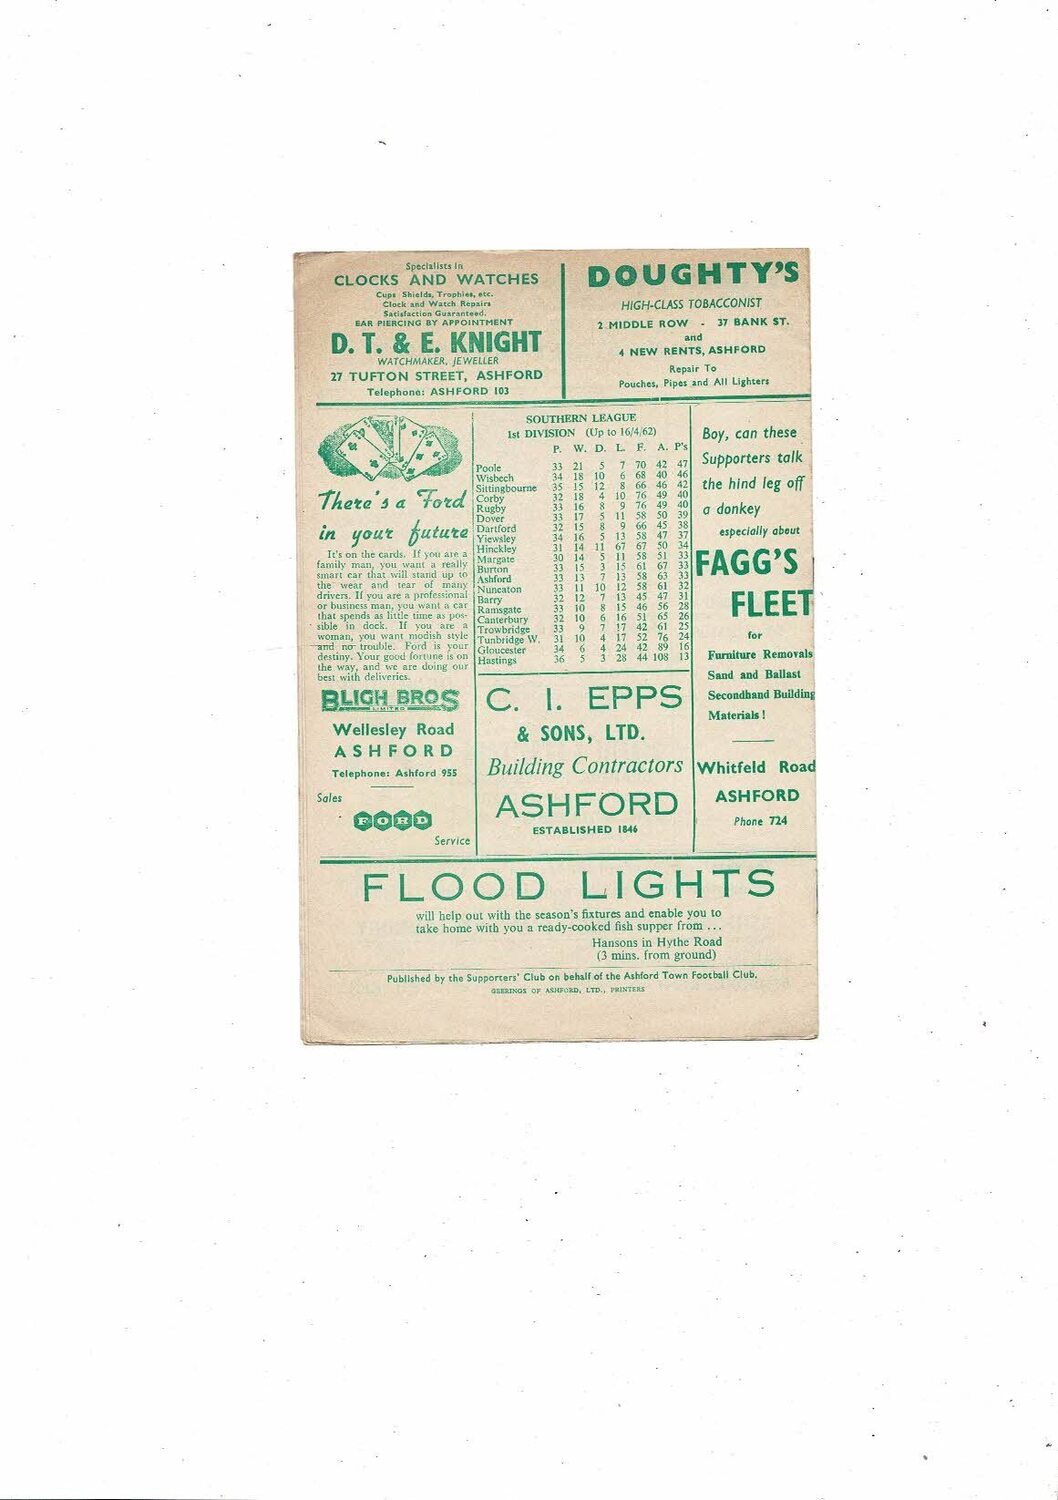 Specialists in
CLOCKS AND WATCHES
Cups Shields, Trophies, etc.
Clock and Watch Repairs
Satisfaction Guaranteed.
EAR PIERCING BY APPOINTMENT
D. T. & E. KNIGHT
WATCHMAKER, JEWELLER
27 TUFTON STREET, ASHFORD
Telephone: ASHFORD 103
DOUGHTY'S
HIGH-CLASS TOBACCONIST
2 MIDDLE ROW - 37 BANK ST.
and
4 NEW RENTS, ASHFORD
Repair To
Pouches, Pipes and All Lighters
There's a Ford
in your future
It's on the cards. If you are a
family man, you want a really
smart car that will stand up to
the wear and tear of many
drivers. If you are a professional
or business man, you want a car
that spends as little time as pos-
sible in dock. If you are a
woman, you want modish style
and no trouble. Ford is your
destiny. Your good fortune is on
the way, and we are doing our
best with deliveries.
BLIGH BROS
LIMITED
Wellesley Road
ASHFORD
Telephone: Ashford 955
Sales
FORD
Service
SOUTHERN LEAGUE
1st DIVISION (Up to 16/4/62)
P. W. D. L. F. A. P's
Poole 33 21 5 7 70 42 47
Wisbech 34 18 10 6 68 40 46
Sittingbourne 35 15 12 8 66 46 42
Corby 32 18 4 10 76 49 40
Rugby 33 16 8 9 76 49 40
Dover 33 17 5 11 58 50 39
Dartford 32 15 8 9 66 45 38
Yiewsley 34 16 5 13 58 47 37
Hinckley 31 14 11 67 67 50 34
Margate 30 14 5 11 58 51 33
Burton 33 15 3 15 61 67 33
Ashford 33 13 7 13 58 63 33
Nuneaton 33 11 10 12 58 61 32
Barry 32 12 7 13 45 47 31
Ramsgate 33 10 8 15 46 56 28
Canterbury 32 10 6 16 51 65 26
Trowbridge 33 9 7 17 42 61 25
Tunbridge W. 31 10 4 17 52 76 24
Gloucester 34 6 4 24 42 89 16
Hastings 36 5 3 28 44 108 13
C. I. EPPS
& SONS, LTD.
Building Contractors
ASHFORD
ESTABLISHED 1846
Boy, can these
Supporters talk
the hind leg off
a donkey
especially about
FAGG'S
FLEET
for
Furniture Removals
Sand and Ballast
Secondhand Building
Materials!
Whitfeld Road
ASHFORD
Phone 724
FLOOD LIGHTS
will help out with the season's fixtures and enable you to
take home with you a ready-cooked fish supper from ...
Hansons in Hythe Road
(3 mins. from ground)
Published by the Supporters' Club on behalf of the Ashford Town Football Club.
GEERINGS OF ASHFORD, LTD., PRINTERS